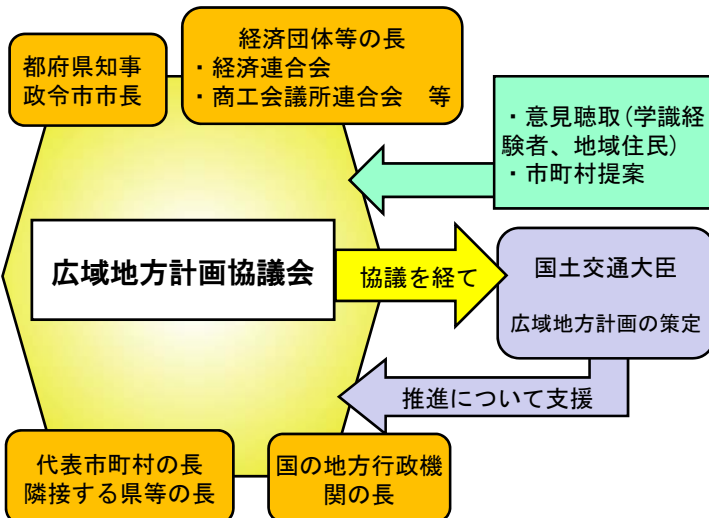 都府県知事
政令市市長
経済団体等の長
・経済連合会
・商工会議所連合会　等
・意見聴取(学識経
験者、地域住民)
・市町村提案
広域地方計画協議会
協議を経て
国土交通大臣
広域地方計画の策定
推進について支援
代表市町村の長
隣接する県等の長
国の地方行政機
関の長